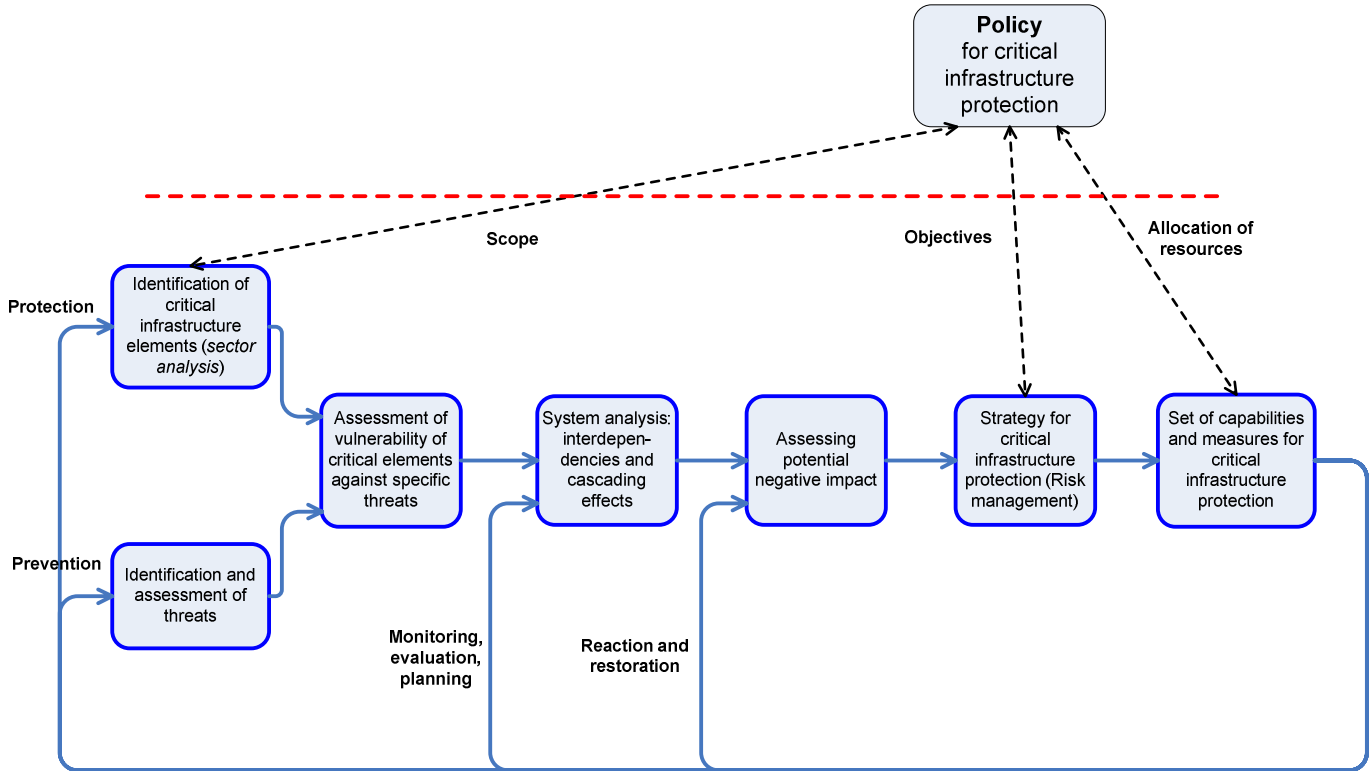 Policy
for critical
infrastructure
protection
Scope
Objectives
Allocation of
resources
Protection
Identification of
critical
infrastructure
elements (sector
analysis)
Assessment of
vulnerability of
critical elements
against specific
threats
System analysis:
interdepen-
dencies and
cascading
effects
Assessing
potential
negative impact
Strategy for
critical
infrastructure
protection (Risk
management)
Set of capabilities
and measures for
critical
infrastructure
protection
Prevention
Identification and
assessment of
threats
Monitoring,
evaluation,
planning
Reaction and
restoration